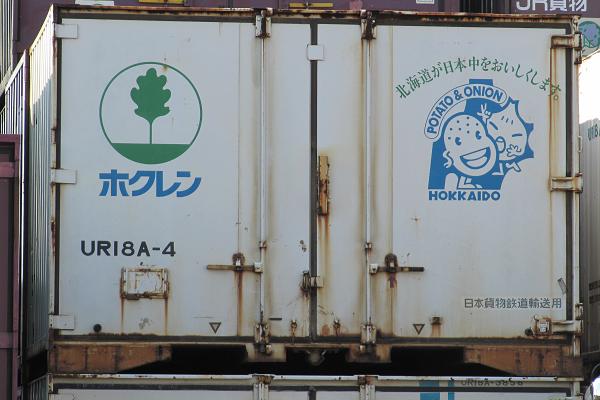 JR貨物
北海道が日本中をおいしくします。
POTATO & ONION
HOKKAIDO
ホクレン
UR18A-4
日本貨物鉄道輸送用